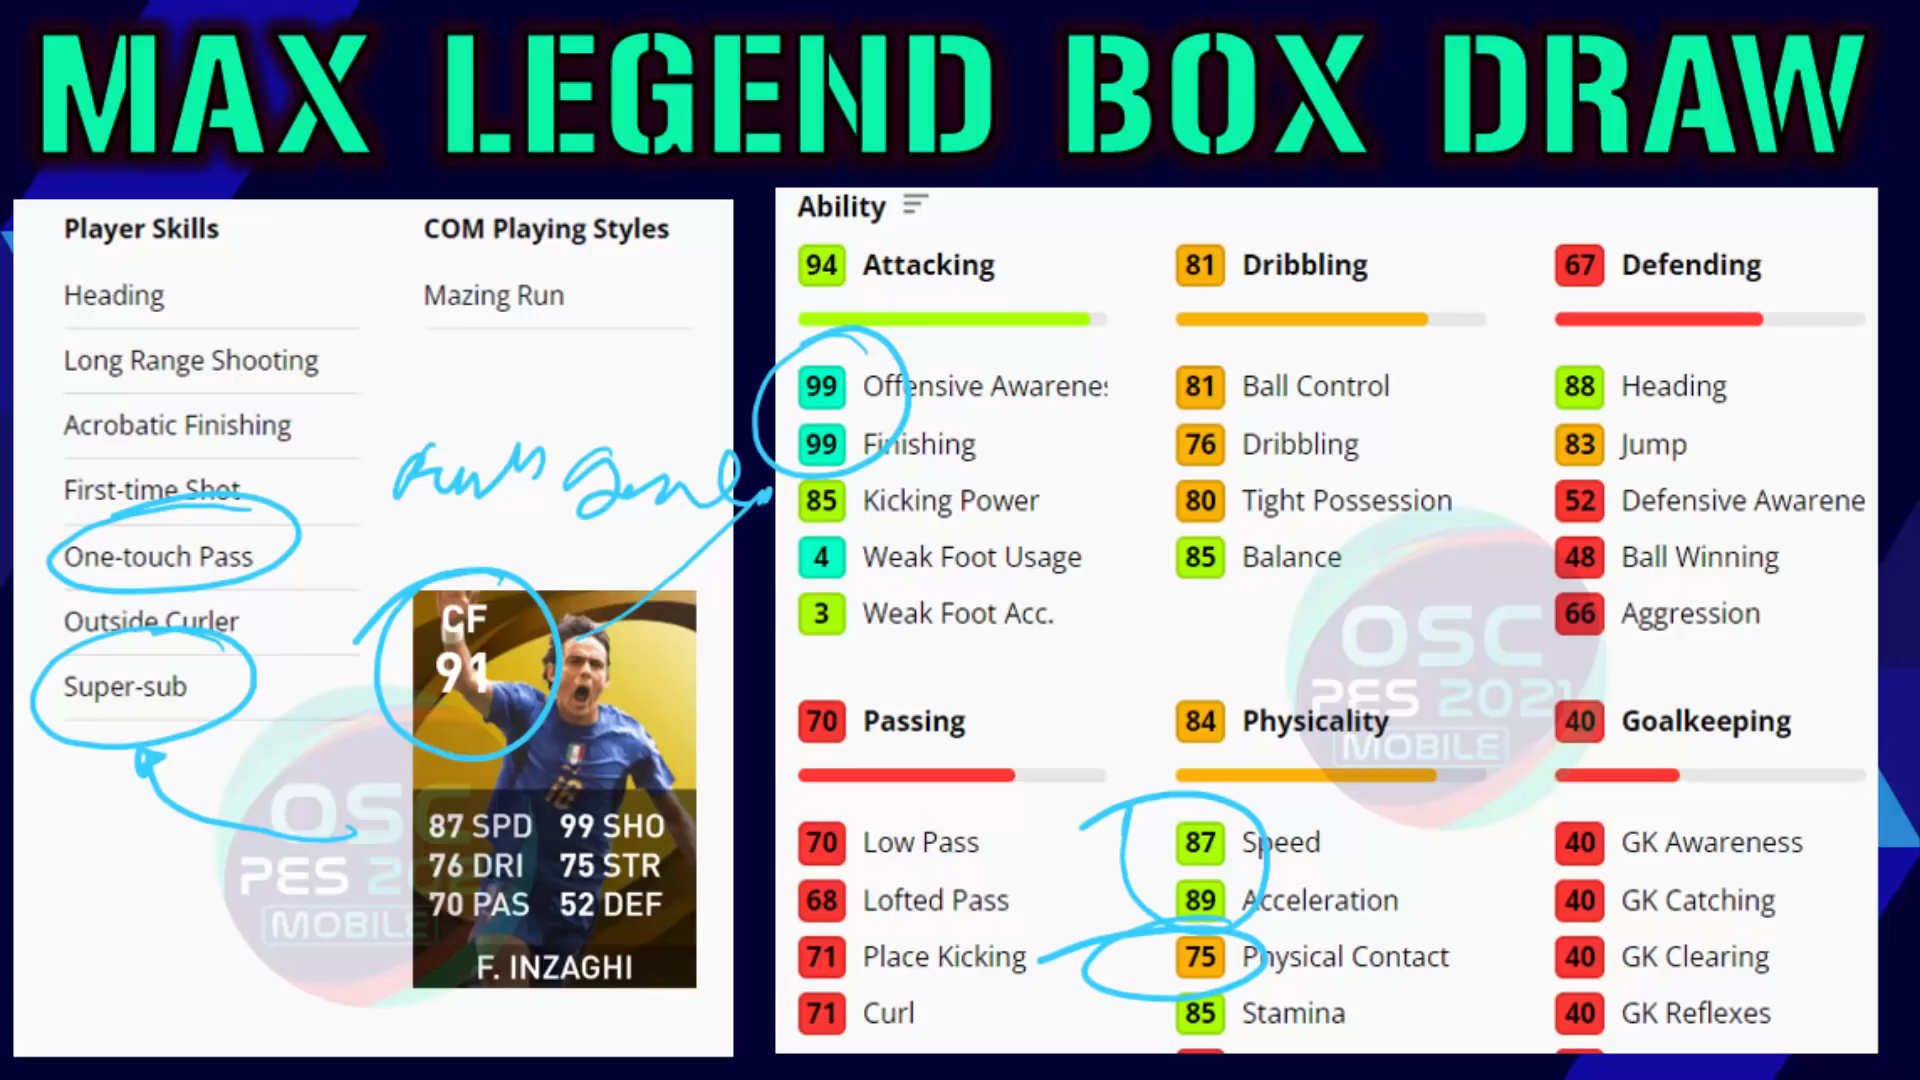 MAX LEGEND BOX DRAW
Player Skills
Heading
Long Range Shooting
Acrobatic Finishing
First-time Shot
One-touch Pass
Outside Curler
Super-sub
COM Playing Styles
Mazing Run
CF
91
87 SPD 99 SHO
76 DRI 75 STR
70 PAS 52 DEF
F. INZAGHI
OSC
PES 202
MOBILE
Ability
94 Attacking
99 Offensive Awarenes
99 Finishing
85 Kicking Power
4 Weak Foot Usage
3 Weak Foot Acc.
81 Dribbling
81 Ball Control
76 Dribbling
80 Tight Possession
85 Balance
67 Defending
88 Heading
83 Jump
52 Defensive Awarene
48 Ball Winning
66 Aggression
70 Passing
70 Low Pass
68 Lofted Pass
71 Place Kicking
71 Curl
84 Physicality
87 Speed
89 Acceleration
75 Physical Contact
85 Stamina
40 Goalkeeping
40 GK Awareness
40 GK Catching
40 GK Clearing
40 GK Reflexes
OSC
PES 2021
MOBILE